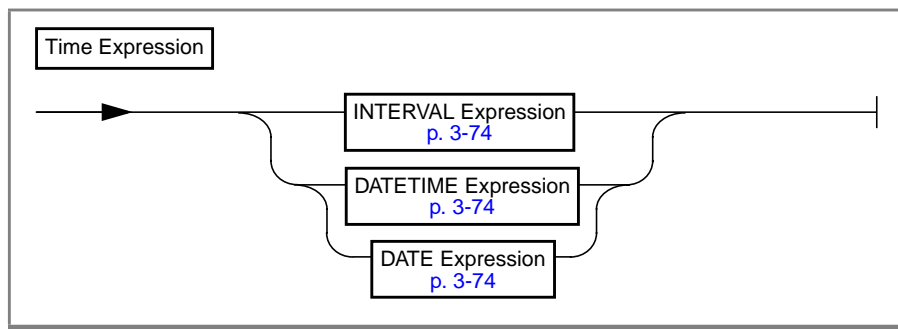 Time Expression
INTERVAL Expression
p. 3-74
DATETIME Expression
p. 3-74
DATE Expression
p. 3-74